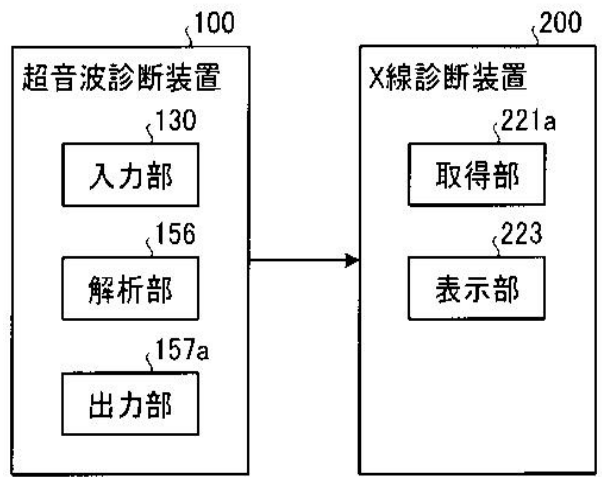 100
超音波診断装置
130
入力部
156
解析部
157a
出力部
200
X線診断装置
221a
取得部
223
表示部